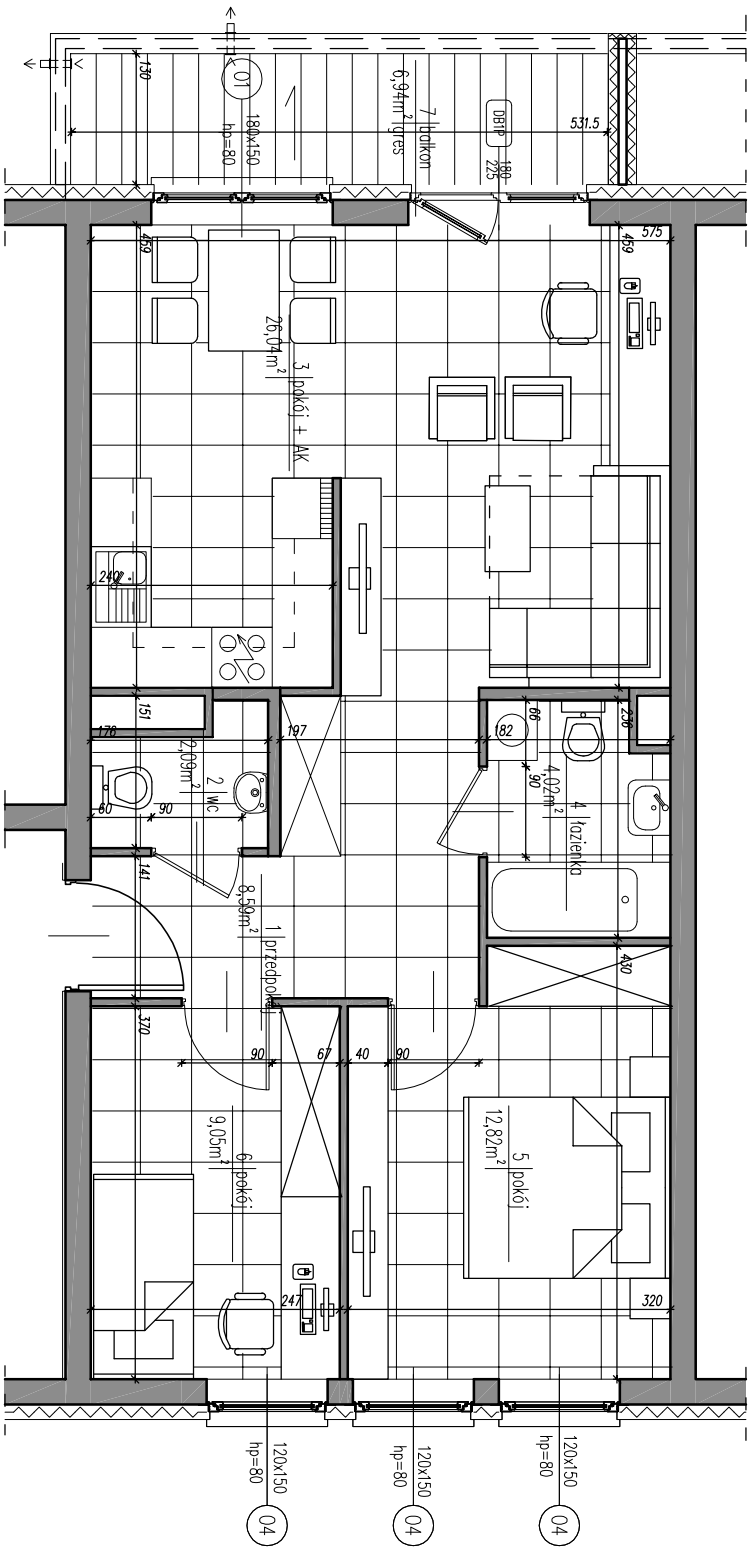 01
180x150
hp=80
130
7 balkon
6,94m² gres
DB1P
180
225
531.5
459
575
459
3 pokój + AK
26,04m²
240
151
176
197
66
236
182
2 wc
2,09m²
4 łazienka
4,02m²
90
60
90
141
1 przedpokój
8,59m²
430
370
90
67
40
90
6 pokój
9,05m²
5 pokój
12,82m²
247
320
120x150
hp=80
04
120x150
hp=80
04
120x150
hp=80
04